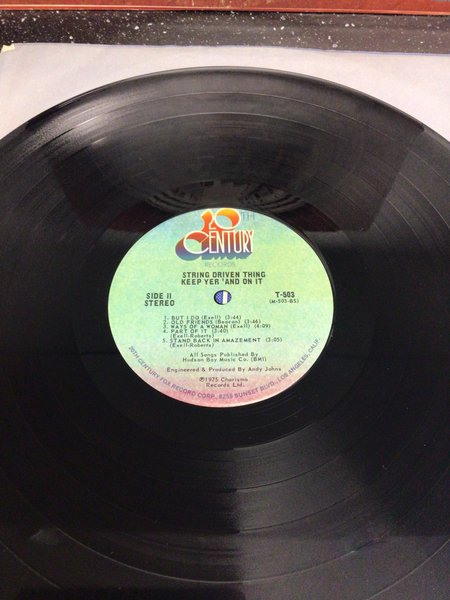 20TH
CENTURY
RECORDS
STRING DRIVEN THING
KEEP YER 'AND ON IT
SIDE II
STEREO
T-503
(M-503-BS)
1. BUT I DO (Exell) (3:44)
2. OLD FRIENDS (Beacon) (3:46)
3. WAYS OF A WOMAN (Exell) (4:09)
4. PART OF IT (3:40)
(Exell-Roberts)
5. STAND BACK IN AMAZEMENT (3:05)
(Exell-Roberts)
All Songs Published By
Hudson Bay Music Co. (BMI)
Engineered & Produced By Andy Johns
℗1975 Charisma
Records Ltd.
20TH CENTURY FOX RECORD CORP., 8255 SUNSET BLVD., LOS ANGELES, CALIF.